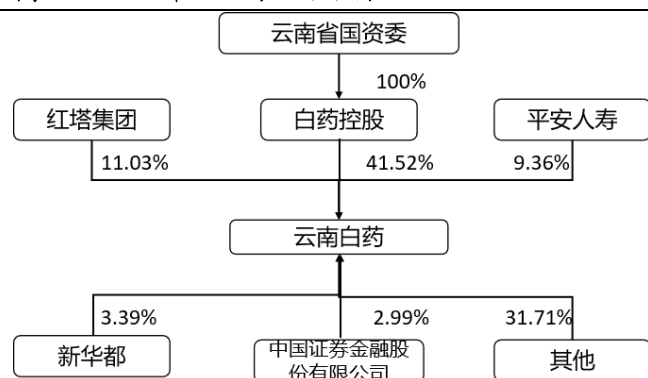 云南省国资委
100%
红塔集团
白药控股
平安人寿
11.03%
41.52%
9.36%
云南白药
3.39%
2.99%
31.71%
新华都
中国证券金融股
份有限公司
其他